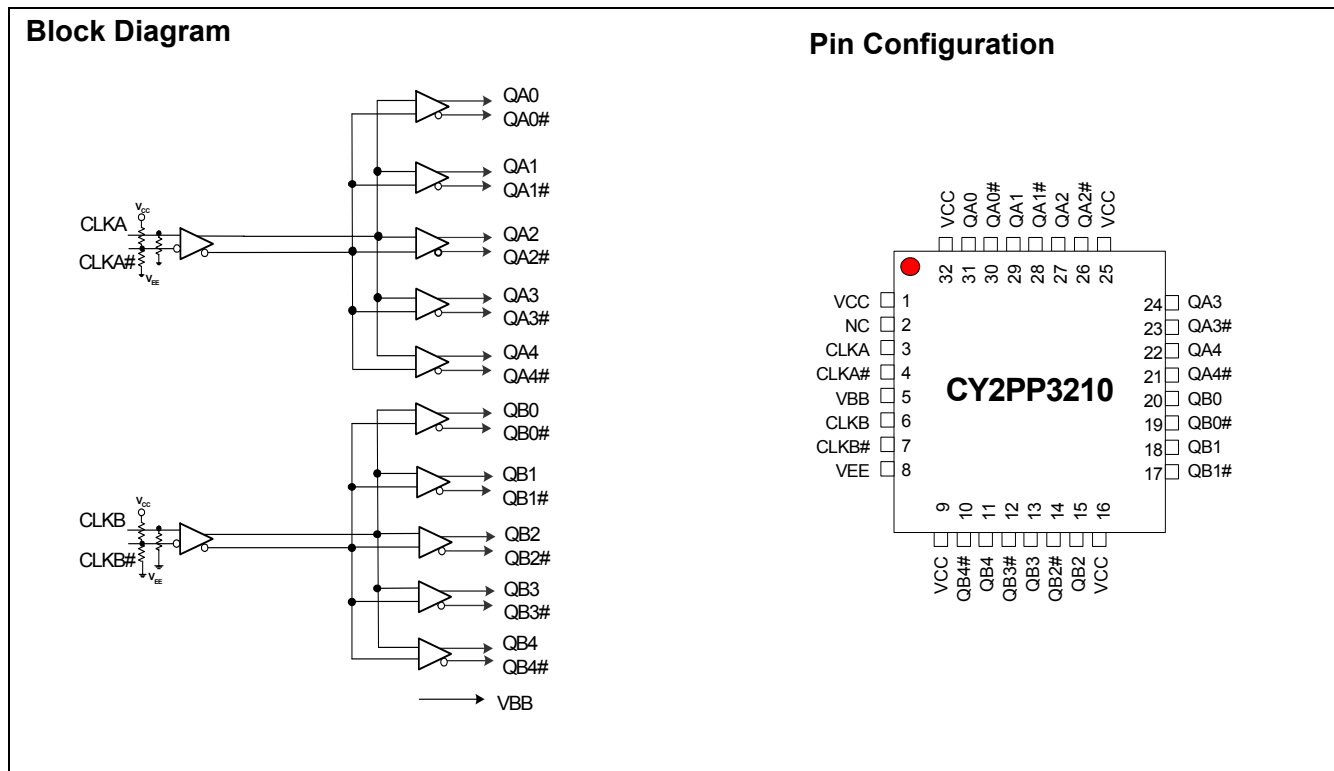 Block Diagram
QA0
QA0#
QA1
QA1#
VCC
CLKA
QA2
CLKA#
QA2#
VEE
QA3
QA3#
QA4
QA4#
QB0
QB0#
QB1
QB1#
VCC
CLKB
QB2
CLKB#
QB2#
VEE
QB3
QB3#
QB4
QB4#
VBB
Pin Configuration
VCC
QA0
QA0#
QA1
QA1#
QA2
QA2#
VCC
32
31
30
29
28
27
26
25
VCC 1
NC 2
CLKA 3
CLKA# 4
VBB 5
CLKB 6
CLKB# 7
VEE 8
CY2PP3210
24 QA3
23 QA3#
22 QA4
21 QA4#
20 QB0
19 QB0#
18 QB1
17 QB1#
9
10
11
12
13
14
15
16
VCC
QB4#
QB4
QB3#
QB3
QB2#
QB2
VCC